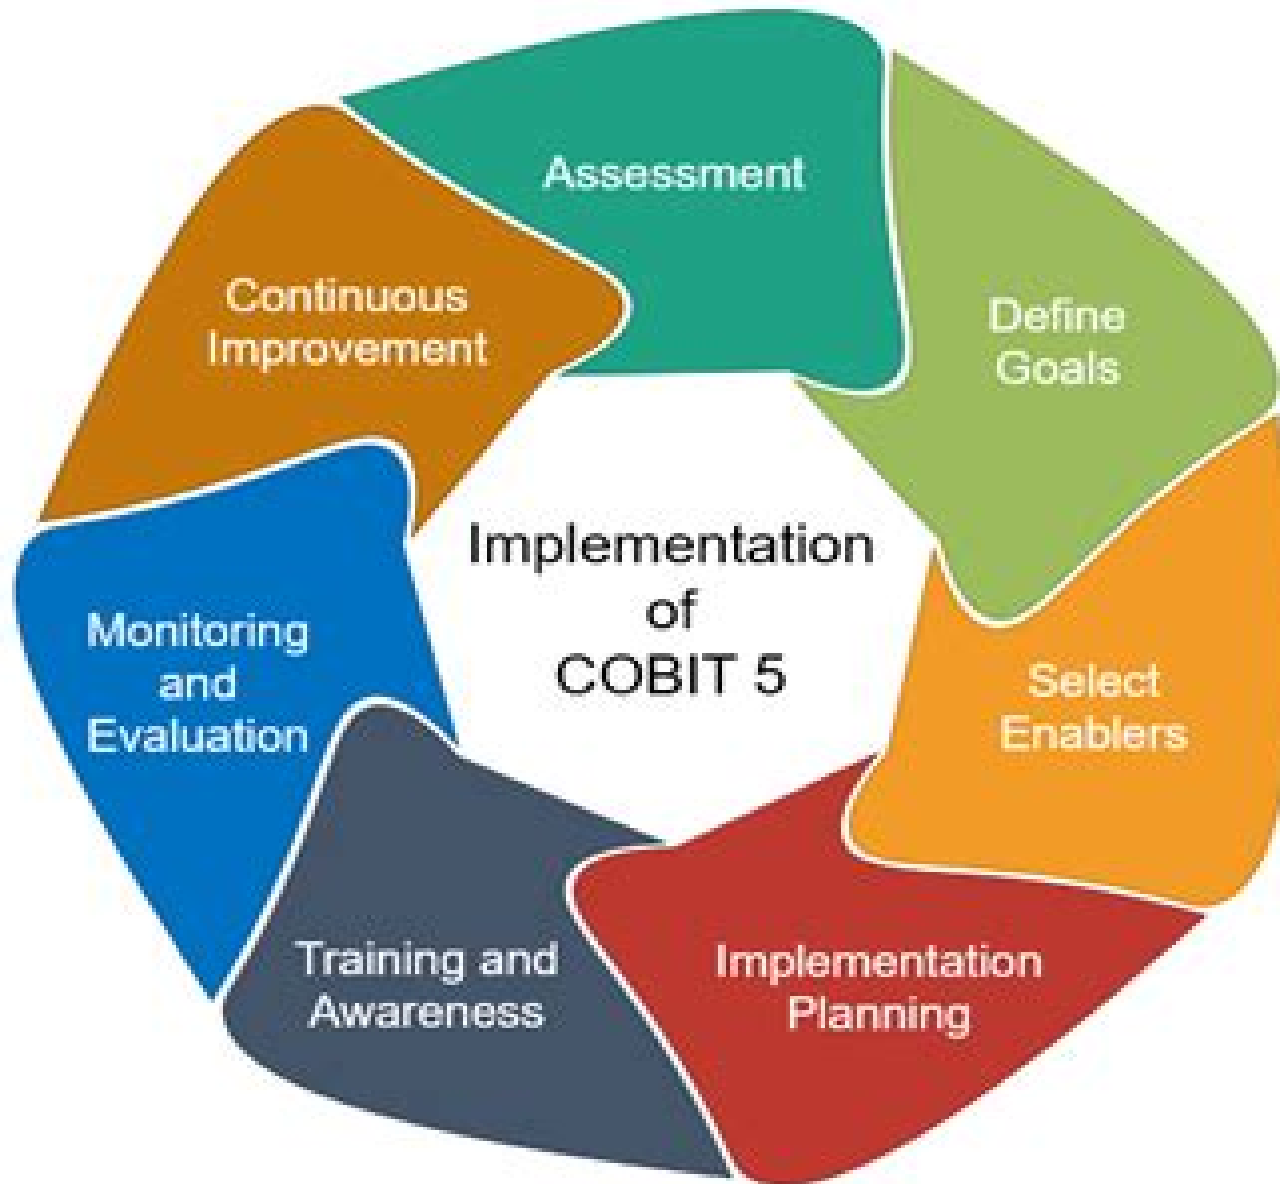 Assessment
Define
Goals
Select
Enablers
Implementation
Planning
Training and
Awareness
Monitoring
and
Evaluation
Continuous
Improvement
Implementation
of
COBIT 5